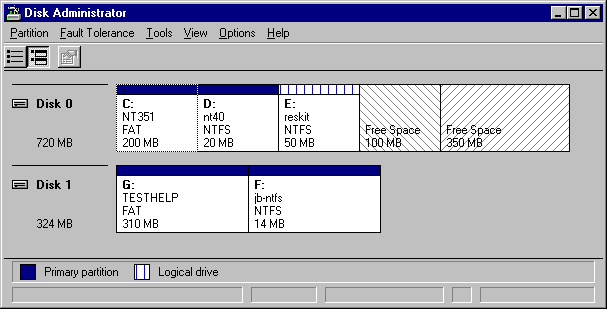 Disk Administrator
Partition Fault Tolerance Tools View Options Help
Disk 0
720 MB
C:
NT351
FAT
200 MB
D:
nt40
NTFS
20 MB
E:
reskit
NTFS
50 MB
Free Space
100 MB
Free Space
350 MB
Disk 1
324 MB
G:
TESTHELP
FAT
310 MB
F:
jb-ntfs
NTFS
14 MB
Primary partition
Logical drive